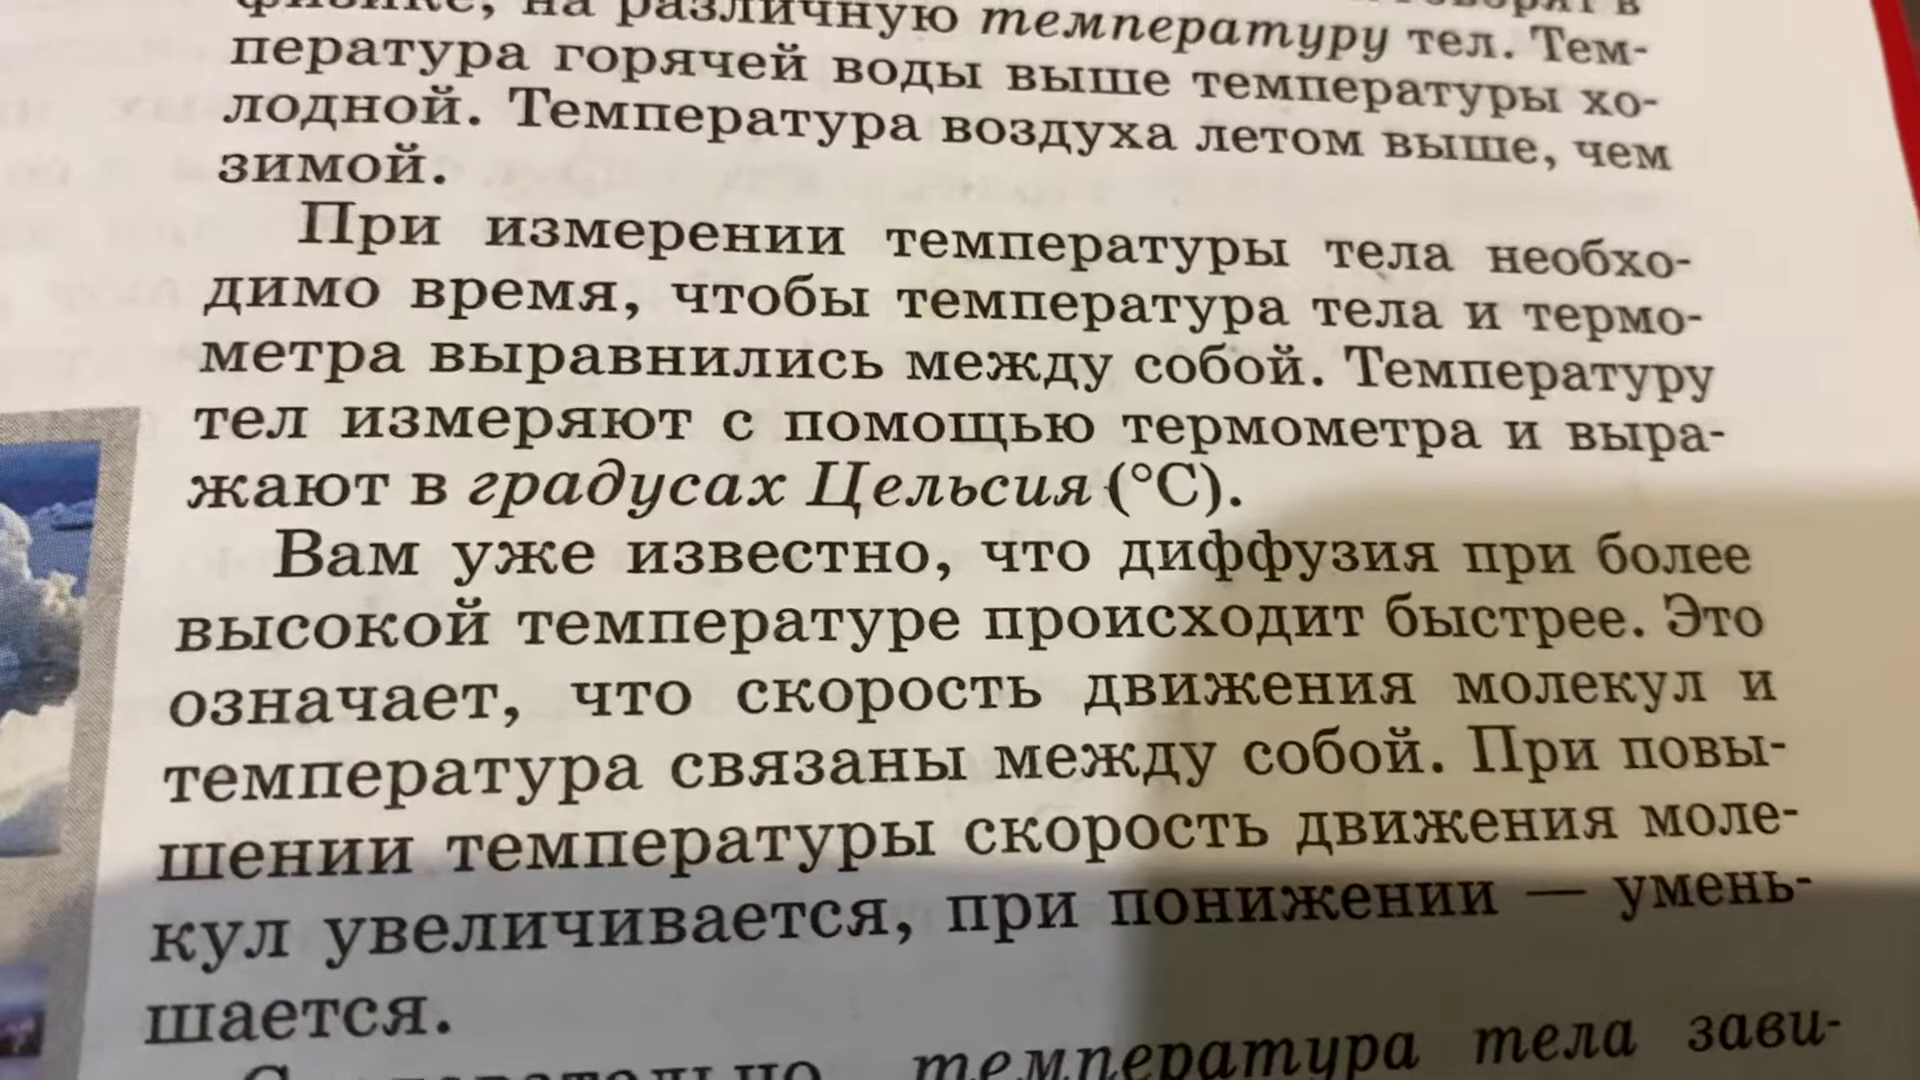 физике, на различную температуру тел. Тем-
пература горячей воды выше температуры хо-
лодной. Температура воздуха летом выше, чем
зимой.
При измерении температуры тела необхо-
димо время, чтобы температура тела и термо-
метра выравнились между собой. Температуру
тел измеряют с помощью термометра и выра-
жают в градусах Цельсия (°С).
Вам уже известно, что диффузия при более
высокой температуре происходит быстрее. Это
означает, что скорость движения молекул и
температура связаны между собой. При повы-
шении температуры скорость движения моле-
кул увеличивается, при понижении — умень-
шается.
температура тела зави-